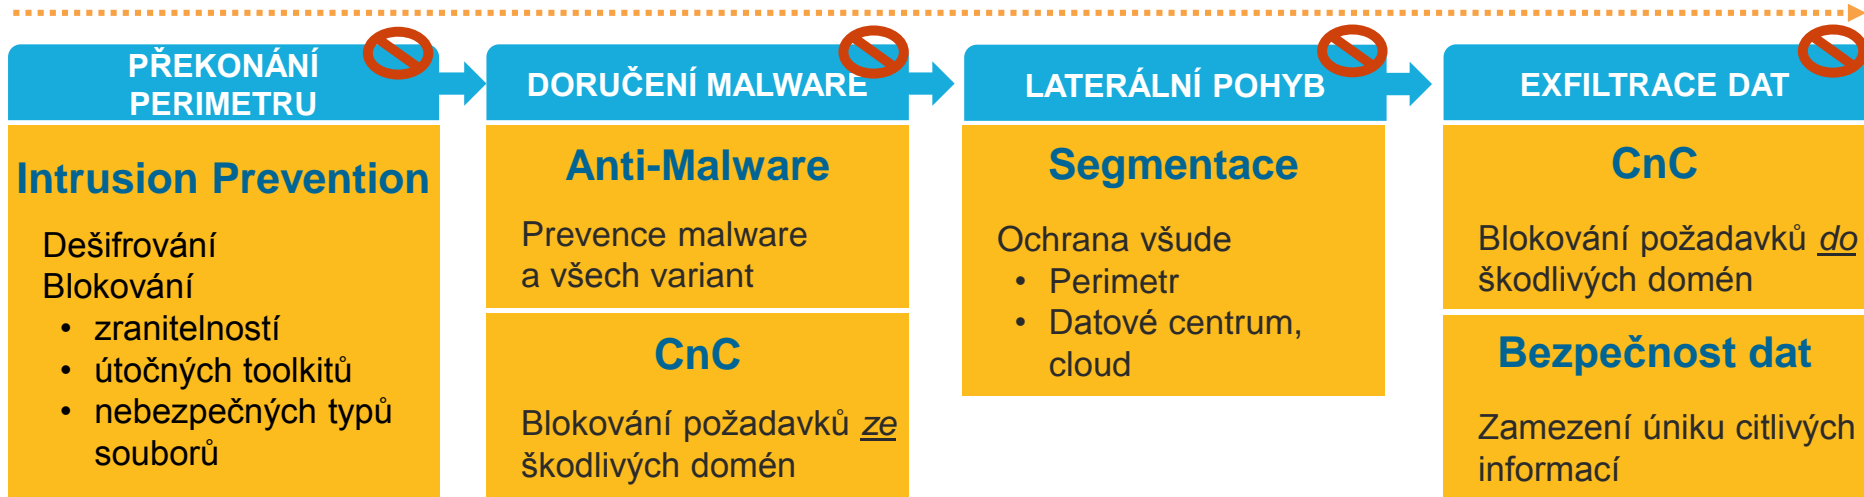 PŘEKONÁNÍ
PERIMETRU
Intrusion Prevention
Dešifrování
Blokování
• zranitelností
• útočných toolkitů
• nebezpečných typů
souborů
DORUČENÍ MALWARE
Anti-Malware
Prevence malware
a všech variant
CnC
Blokování požadavků ze
škodlivých domén
LATERÁLNÍ POHYB
Segmentace
Ochrana všude
• Perimetr
• Datové centrum,
cloud
EXFILTRACE DAT
CnC
Blokování požadavků do
škodlivých domén
Bezpečnost dat
Zamezení úniku citlivých
informací